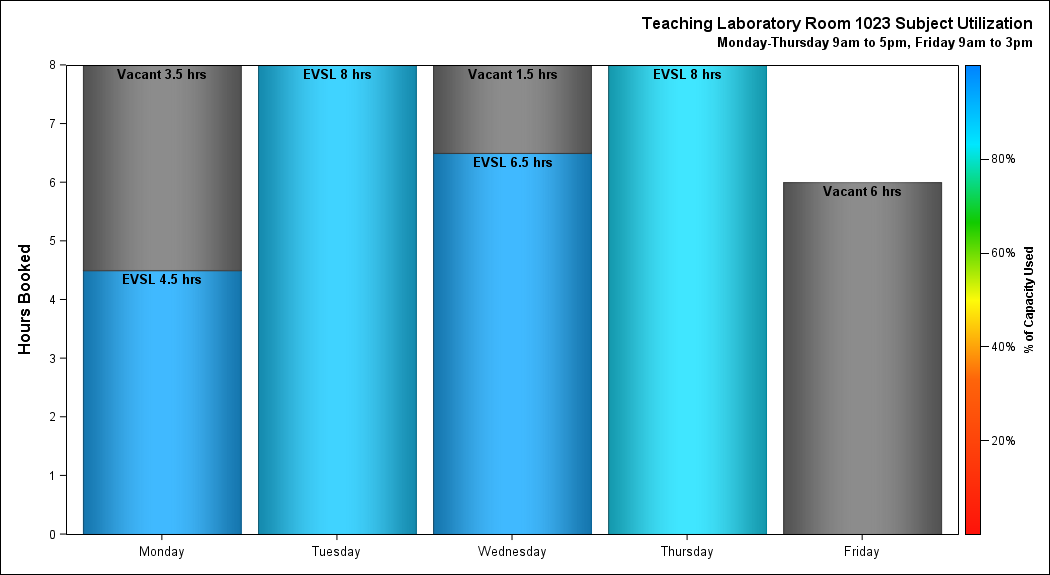 Teaching Laboratory Room 1023 Subject Utilization
Monday-Thursday 9am to 5pm, Friday 9am to 3pm
Hours Booked
8
7
6
5
4
3
2
1
0
Vacant 3.5 hrs
EVSL 4.5 hrs
EVSL 8 hrs
Vacant 1.5 hrs
EVSL 6.5 hrs
EVSL 8 hrs
Vacant 6 hrs
Monday
Tuesday
Wednesday
Thursday
Friday
80%
60%
40%
20%
% of Capacity Used